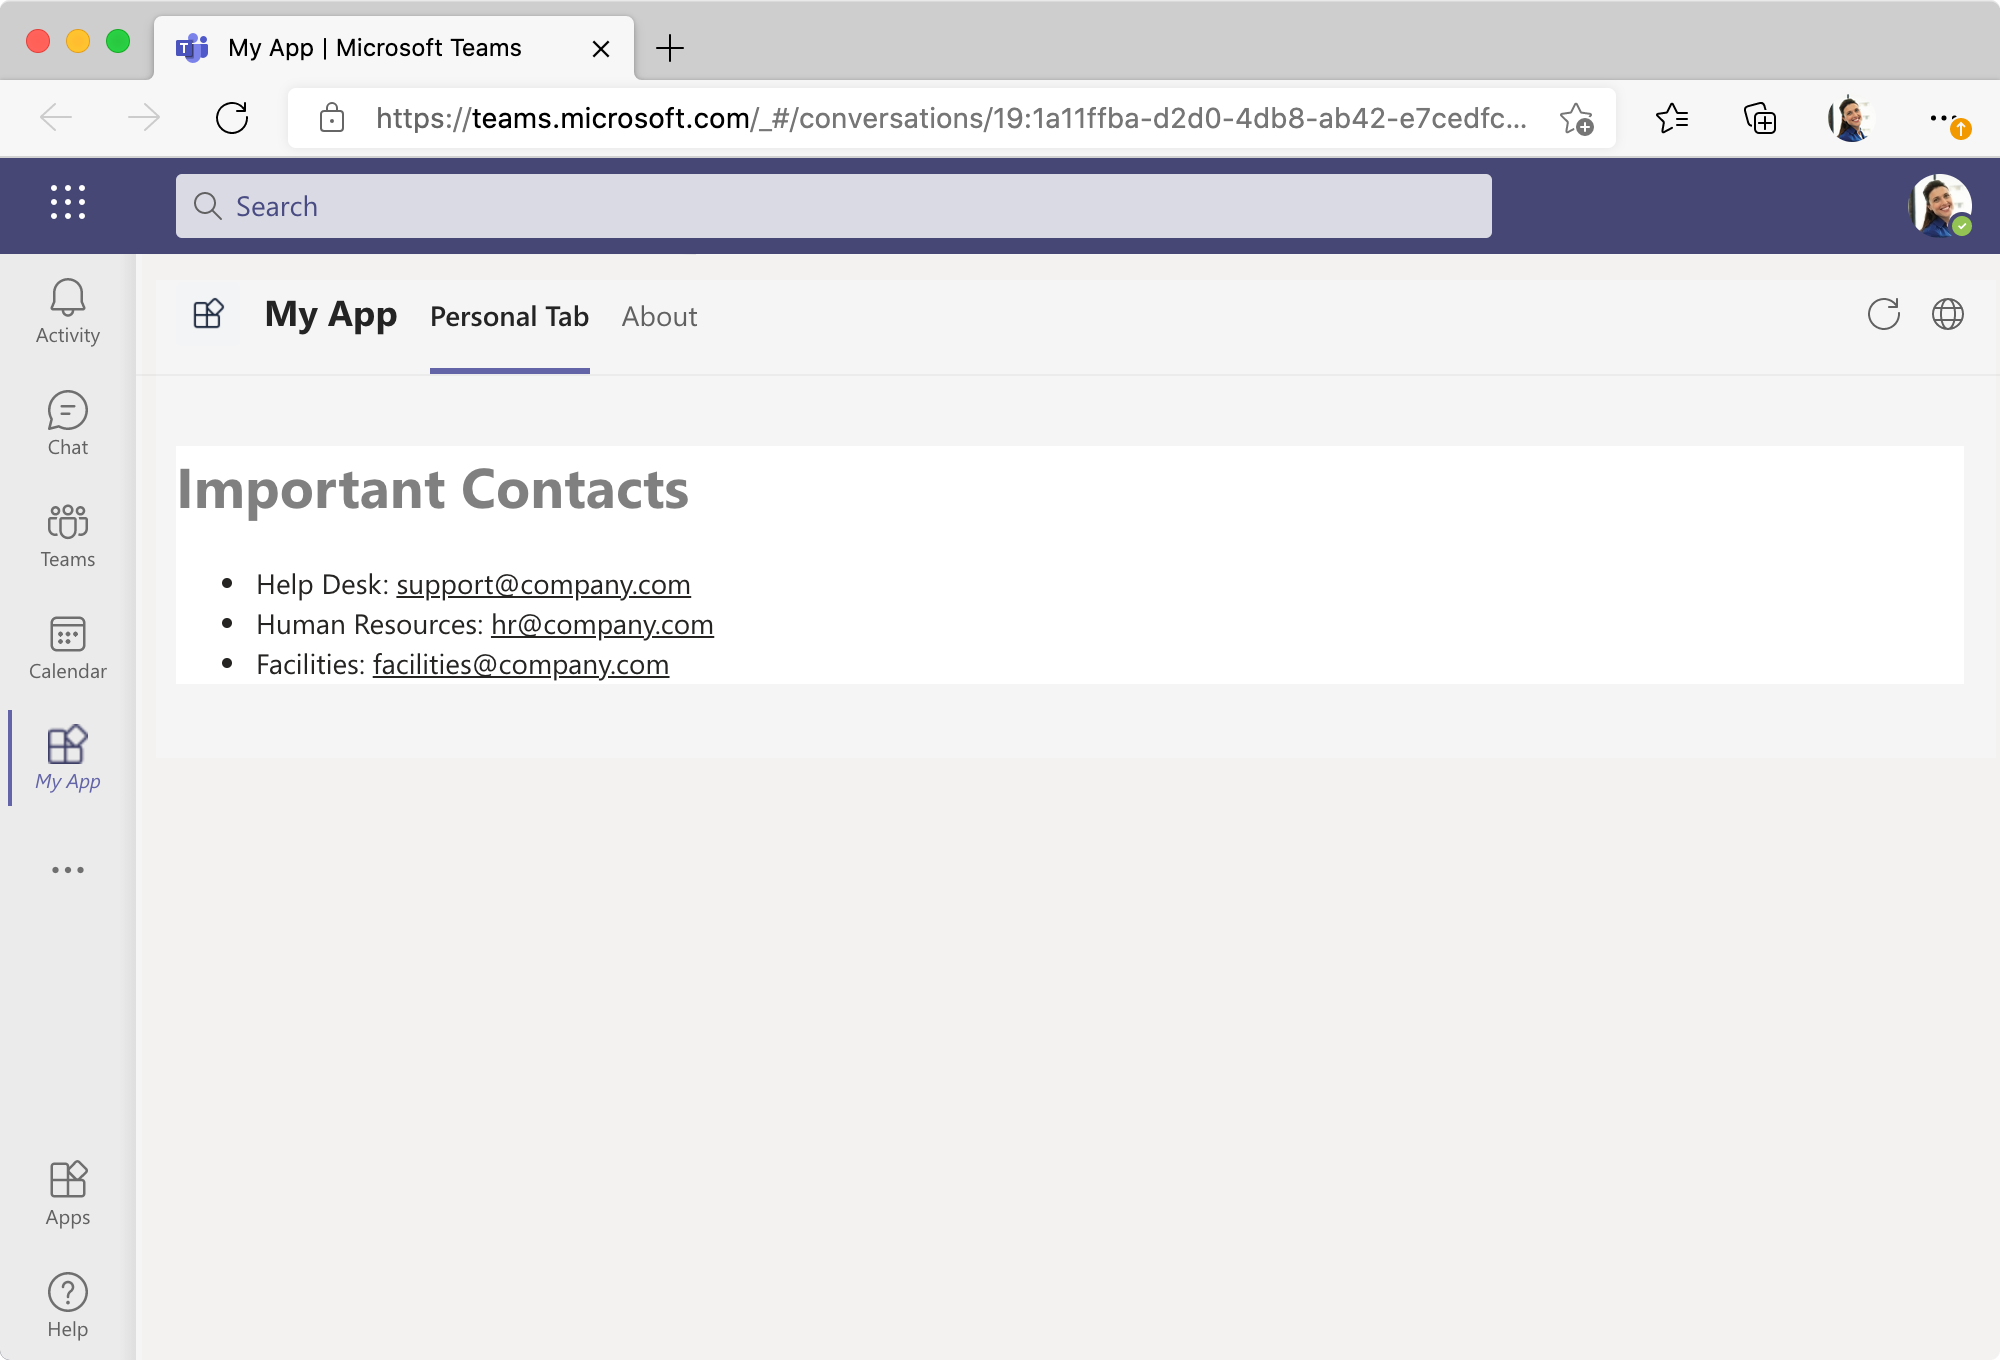 My App | Microsoft Teams
https://teams.microsoft.com/_#/conversations/19:1a11ffba-d2d0-4db8-ab42-e7cedfc...
Search
My App
Personal Tab
About
Activity
Chat
Teams
Calendar
My App
Apps
Help
Important Contacts
• Help Desk: support@company.com
• Human Resources: hr@company.com
• Facilities: facilities@company.com